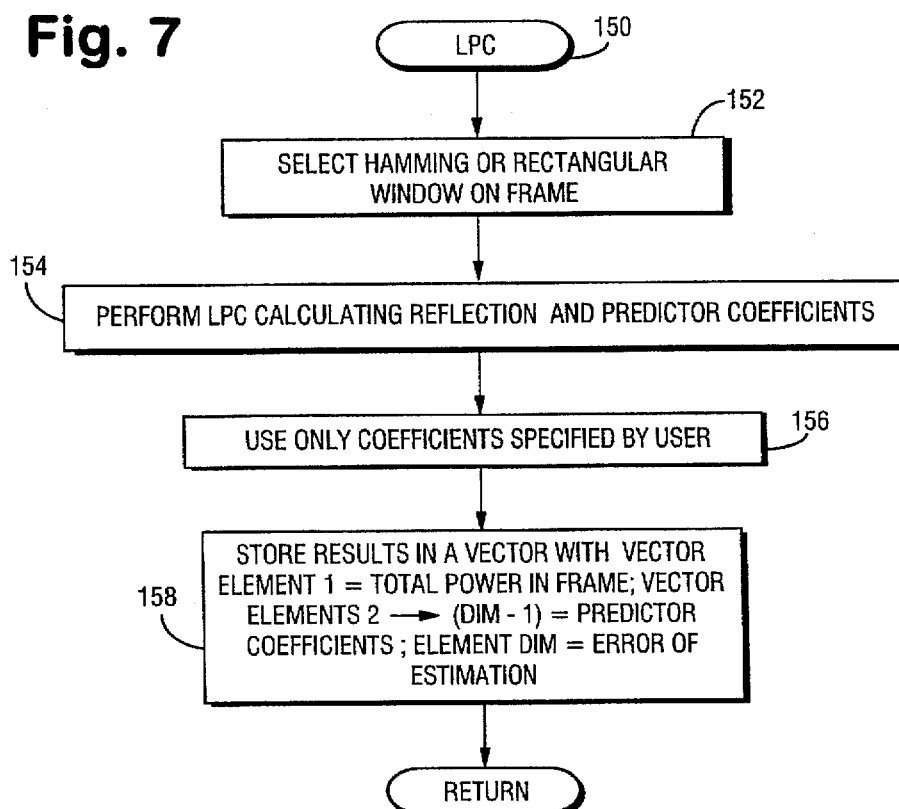 Fig. 7
LPC
150
152
SELECT HAMMING OR RECTANGULAR
WINDOW ON FRAME
154
PERFORM LPC CALCULATING REFLECTION AND PREDICTOR COEFFICIENTS
USE ONLY COEFFICIENTS SPECIFIED BY USER
156
STORE RESULTS IN A VECTOR WITH VECTOR
ELEMENT 1 = TOTAL POWER IN FRAME; VECTOR
158
ELEMENTS 2 → (DIM - 1) = PREDICTOR
COEFFICIENTS ; ELEMENT DIM = ERROR OF
ESTIMATION
RETURN